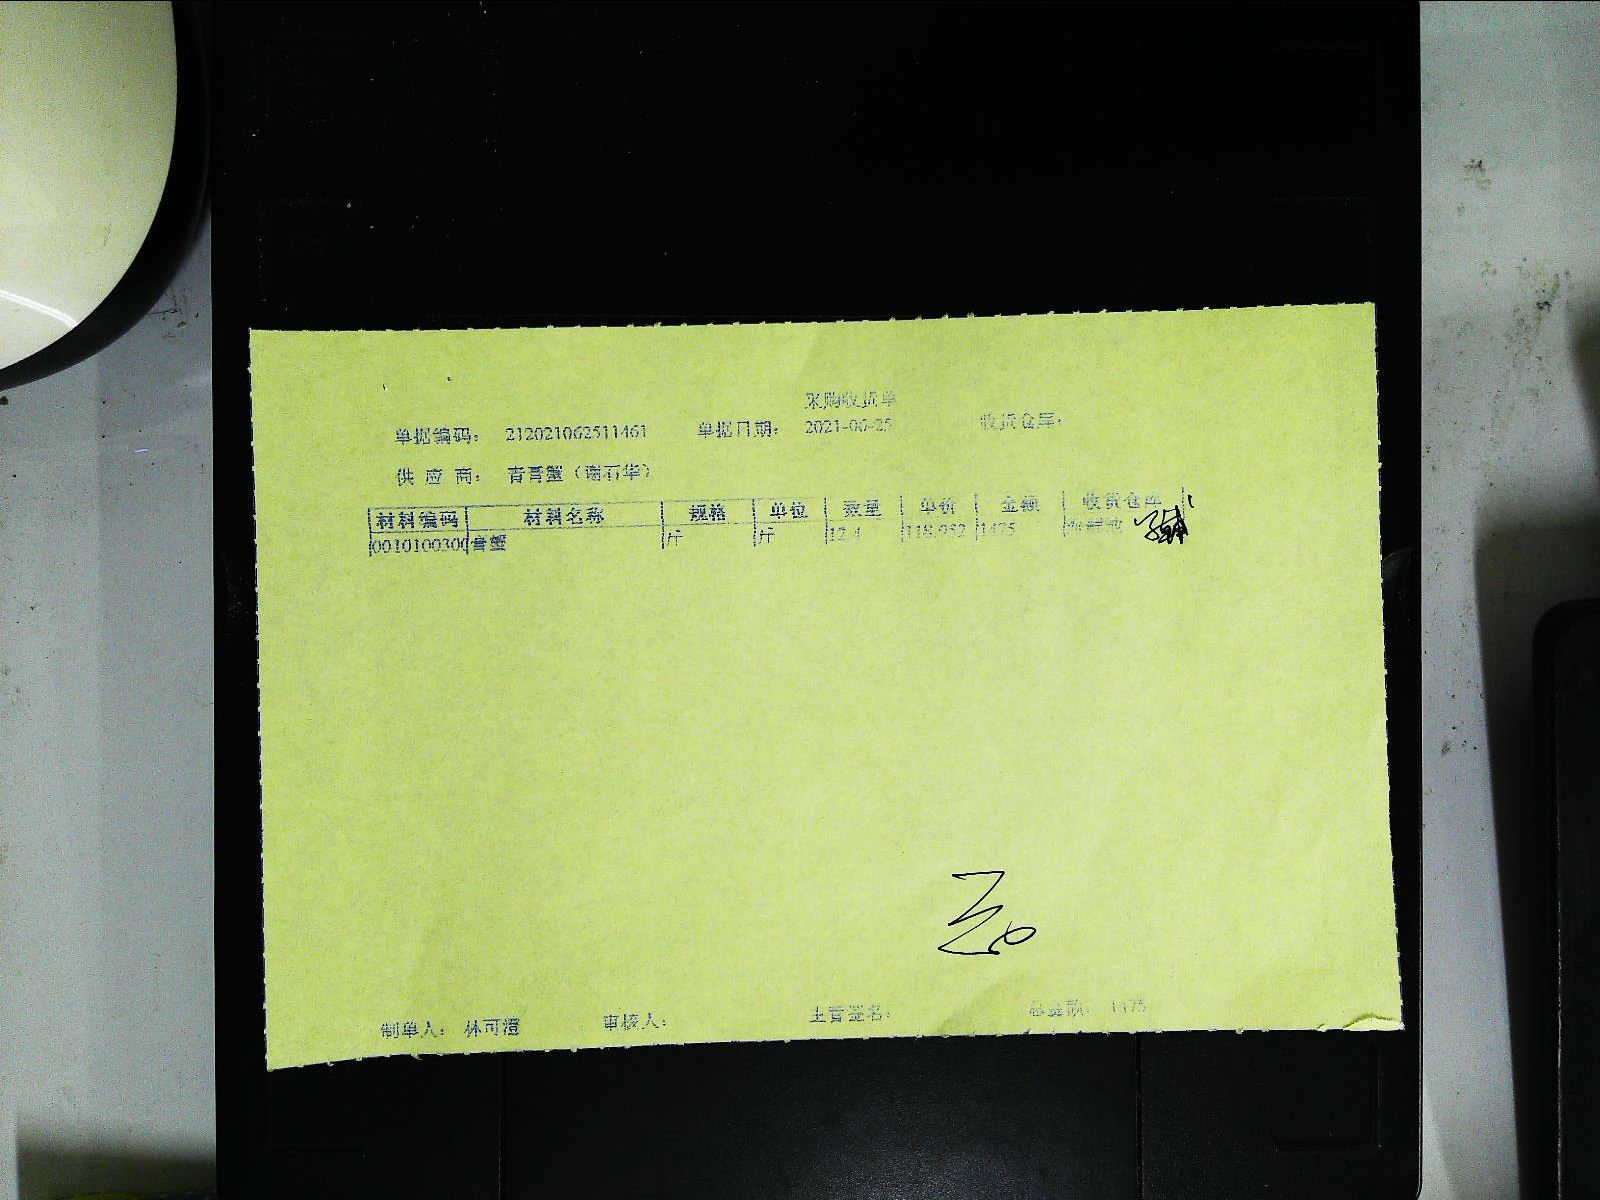 采购收货单
单据编码: 212021062511461 单据日期: 2021-06-25 收货仓库:
供应商: 青膏蟹(谢石华)
材料编码 材料名称 规格 单位 数量 单价 金额 收货仓库
0010100300 青蟹 斤 斤 12.4 118.952 1475 海鲜池
制单人: 林可澄 审核人: 主管签名: 总金额: 1475